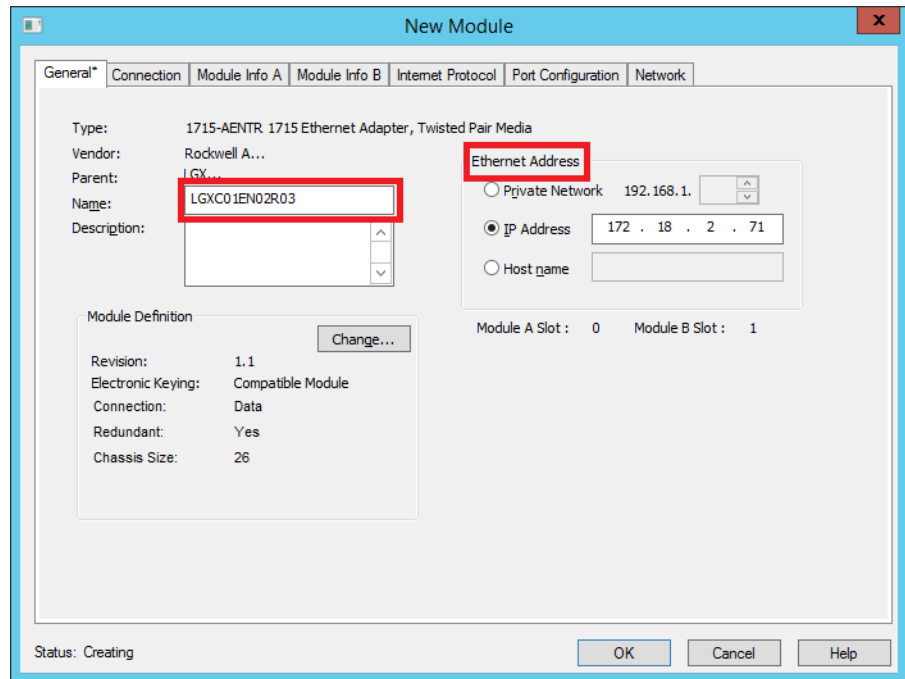 New Module
x
General* Connection Module Info A Module Info B Internet Protocol Port Configuration Network
Type: 1715-AENTR 1715 Ethernet Adapter, Twisted Pair Media
Vendor: Rockwell A...
Parent: LGX...
Name: LGXC01EN02R03
Description:
Ethernet Address
Private Network 192.168.1.
IP Address 172 . 18 . 2 . 71
Host name
Module A Slot : 0 Module B Slot : 1
Module Definition
Change...
Revision: 1.1
Electronic Keying: Compatible Module
Connection: Data
Redundant: Yes
Chassis Size: 26
Status: Creating
OK Cancel Help